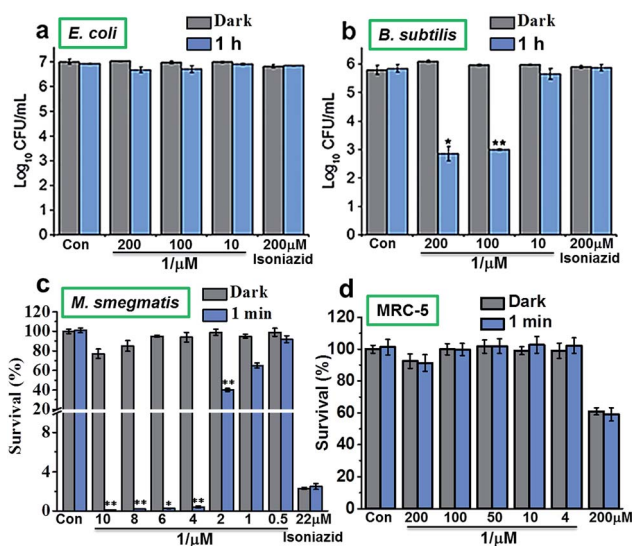 a
E. coli
Dark
1 h
Log10 CFU/mL
8
7
6
5
4
3
2
1
0
Con
200
100
10
200μM
Isoniazid
1/μM
b
B. subtilis
Dark
1 h
Log10 CFU/mL
8
7
6
5
4
3
2
1
0
*
**
Con
200
100
10
200μM
Isoniazid
1/μM
c
M. smegmatis
Dark
1 min
Survival (%)
120
100
80
60
40
20
4
2
0
**
**
*
**
**
Con
10
8
6
4
2
1
0.5
22μM
Isoniazid
1/μM
d
MRC-5
Dark
1 min
Survival (%)
120
100
80
60
40
20
0
Con
200
100
50
10
4
200μM
Isoniazid
1/μM